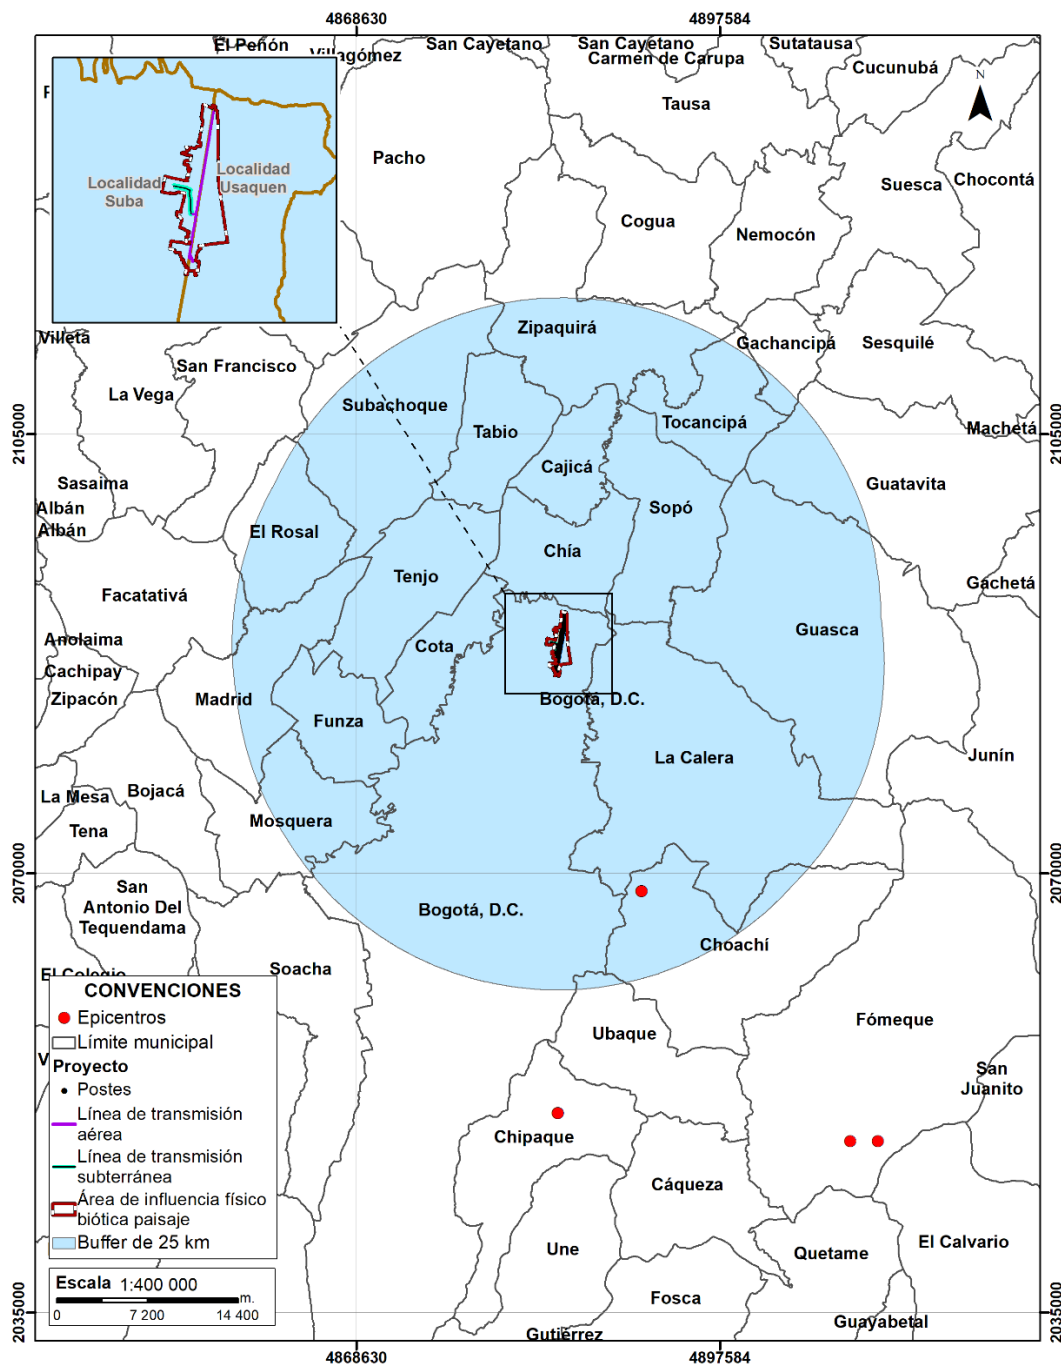 4868630
4897584
El Peñón
Villagómez
San Cayetano
San Cayetano
Carmen de Carupa
Sutatausa
Cucunubá
N
Tausa
Pacho
Suesca
Chocontá
Localidad
Suba
Localidad
Usaquen
Cogua
Nemocón
Villeta
San Francisco
La Vega
Zipaquirá
Gachancipá
Sesquilé
Subachoque
Tabio
Tocancipá
Machetá
2105000
2105000
Cajicá
Sasaima
Guatavita
Albán
Albán
Sopó
El Rosal
Chía
Tenjo
Facatativá
Gachetá
Anolaima
Cota
Guasca
Cachipay
Zipacón
Madrid
Bogotá, D.C.
Funza
La Calera
Junín
La Mesa
Bojacá
Mosquera
Tena
2070000
2070000
San
Antonio Del
Tequendama
Bogotá, D.C.
Choachí
Soacha
El Colegio
Ubaque
Fómeque
San
Juanito
Chipaque
Cáqueza
Une
Quetame
El Calvario
Fosca
Guayabetal
Gutiérrez
2035000
2035000
CONVENCIONES
Epicentros
Límite municipal
Proyecto
Postes
Línea de transmisión
aérea
Línea de transmisión
subterránea
Área de influencia físico
biótica paisaje
Buffer de 25 km
Escala 1:400 000
m.
0 7 200 14 400
4868630
4897584